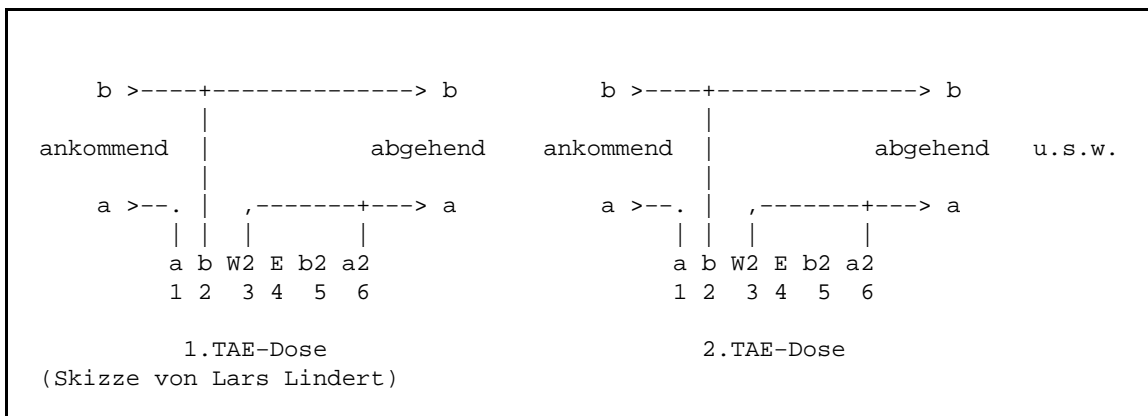 b >----+--------------> b          b >----+--------------> b
|                                  |
ankommend  |           abgehend    ankommend  |           abgehend   u.s.w.
|                                  |
a >--. |  ,-------+---> a          a >--. |  ,-------+---> a
| |  |       |                     | |  |       |
a b W2 E b2 a2                     a b W2 E b2 a2
1 2  3 4  5  6                     1 2  3 4  5  6
1.TAE-Dose                         2.TAE-Dose
(Skizze von Lars Lindert)